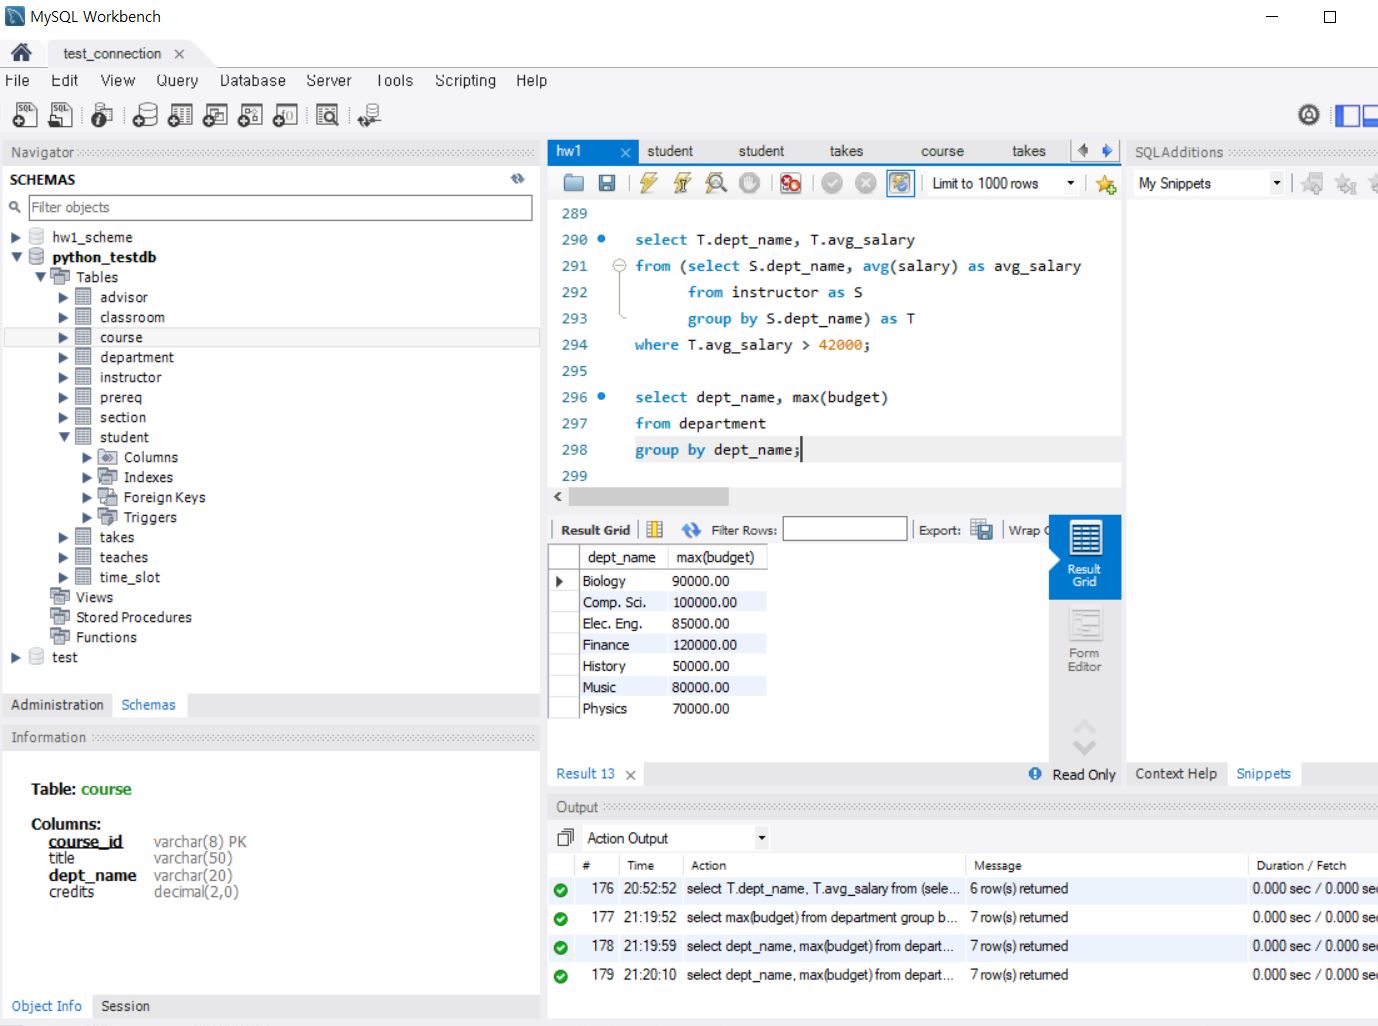 MySQL Workbench
test_connection
File Edit View Query Database Server Tools Scripting Help
Navigator
SCHEMAS
Filter objects
hw1_scheme
python_testdb
Tables
advisor
classroom
course
department
instructor
prereq
section
student
Columns
Indexes
Foreign Keys
Triggers
takes
teaches
time_slot
Views
Stored Procedures
Functions
test
Administration Schemas
Information
Table: course
Columns:
course_id varchar(8) PK
title varchar(50)
dept_name varchar(20)
credits decimal(2,0)
Object Info Session
hw1 student student takes course takes
Limit to 1000 rows
289
290 select T.dept_name, T.avg_salary
291 from (select S.dept_name, avg(salary) as avg_salary
292 from instructor as S
293 group by S.dept_name) as T
294 where T.avg_salary > 42000;
295
296 select dept_name, max(budget)
297 from department
298 group by dept_name;
299
Result Grid Filter Rows: Export: Wrap C
dept_name max(budget)
Biology 90000.00
Comp. Sci. 100000.00
Elec. Eng. 85000.00
Finance 120000.00
History 50000.00
Music 80000.00
Physics 70000.00
Result
Grid
Form
Editor
Result 13 Read Only
SQLAdditions
My Snippets
Context Help Snippets
Output
Action Output
# Time Action Message Duration / Fetch
176 20:52:52 select T.dept_name, T.avg_salary from (sele... 6 row(s) returned 0.000 sec / 0.000 sec
177 21:19:52 select max(budget) from department group b... 7 row(s) returned 0.000 sec / 0.000 sec
178 21:19:59 select dept_name, max(budget) from depart... 7 row(s) returned 0.000 sec / 0.000 sec
179 21:20:10 select dept_name, max(budget) from depart... 7 row(s) returned 0.000 sec / 0.000 sec